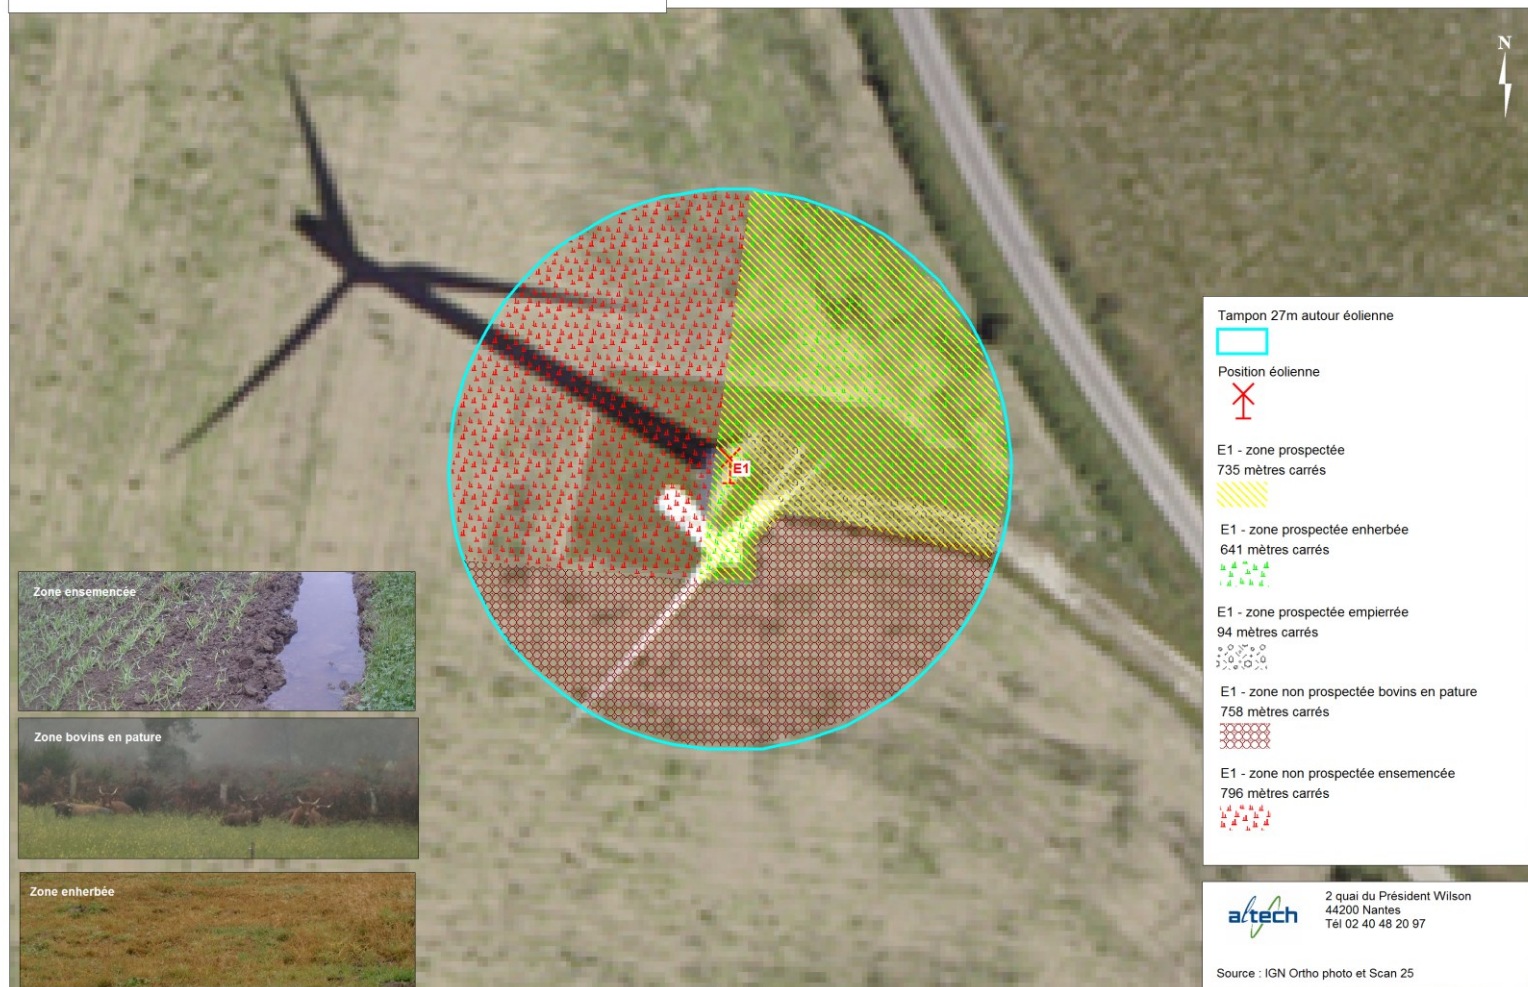 N
E1
Tampon 27m autour éolienne
Position éolienne
E1 - zone prospectée
735 mètres carrés
E1 - zone prospectée enherbée
641 mètres carrés
E1 - zone prospectée empierrée
94 mètres carrés
E1 - zone non prospectée bovins en pature
758 mètres carrés
E1 - zone non prospectée ensemencée
796 mètres carrés
Zone ensemencée
Zone bovins en pature
Zone enherbée
altech
2 quai du Président Wilson
44200 Nantes
Tél 02 40 48 20 97
Source : IGN Ortho photo et Scan 25